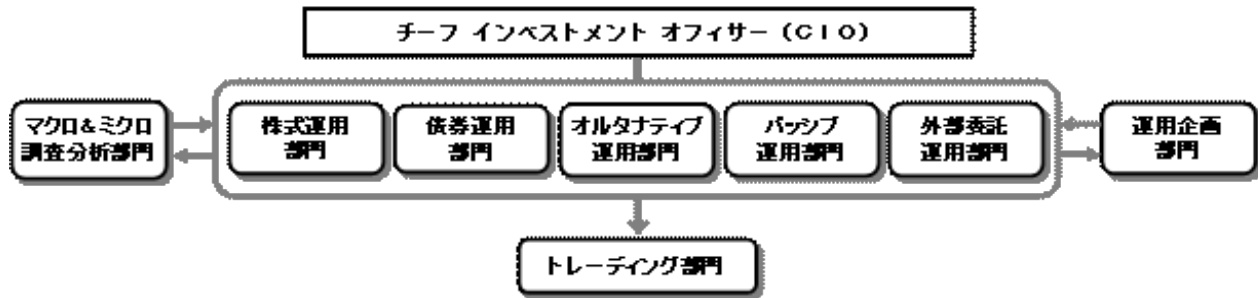 チーフ インベストメント オフィサー(CIO)
マクロ&ミクロ
調査分析部門
株式運用
部門
債券運用
部門
オルタナティブ
運用部門
パッシブ
運用部門
外部委託
運用部門
運用企画
部門
トレーディング部門